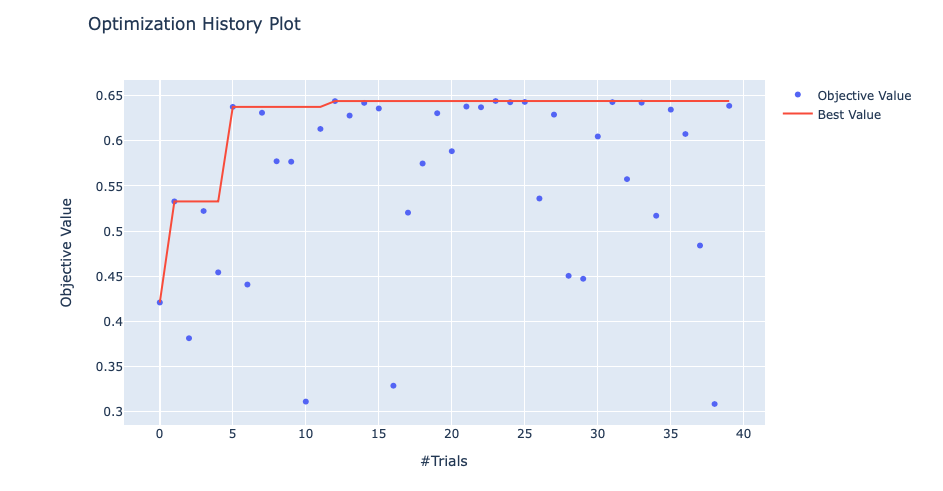 Optimization History Plot
Objective Value
0.65
0.6
0.55
0.5
0.45
0.4
0.35
0.3
0 5 10 15 20 25 30 35 40
#Trials
Objective Value
Best Value